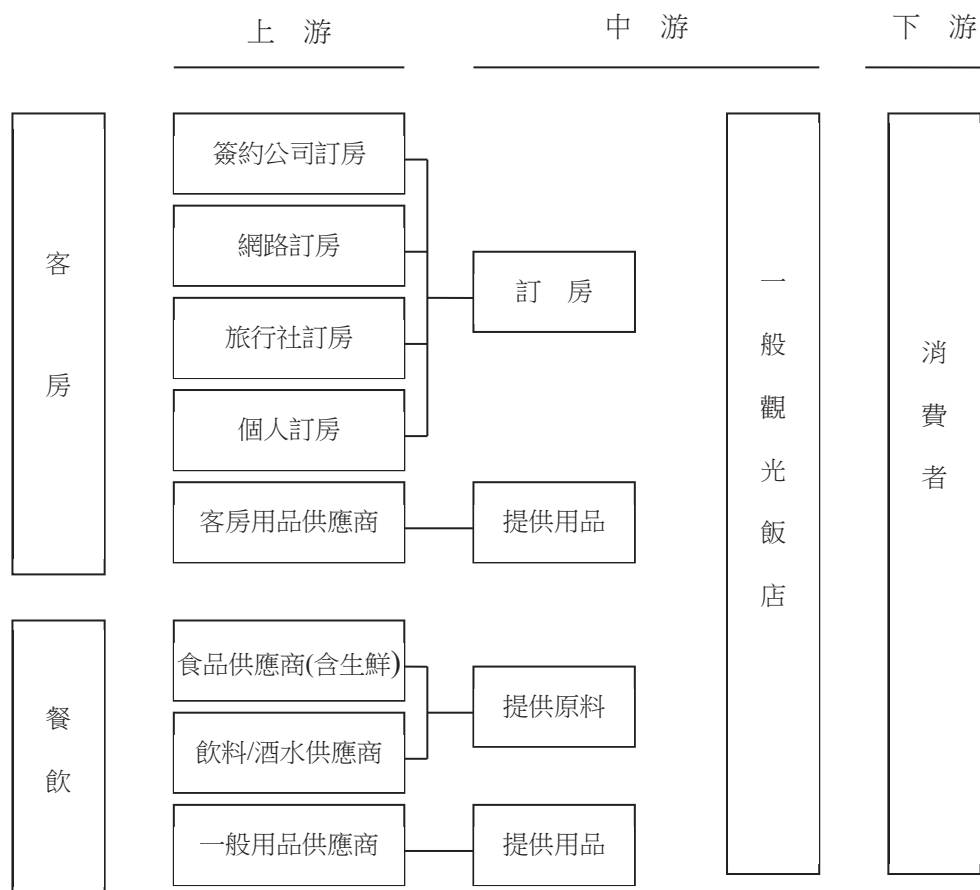 上 游 中 游 下 游
客房
簽約公司訂房
網路訂房
旅行社訂房
個人訂房
訂 房
客房用品供應商
提供用品
餐飲
食品供應商(含生鮮)
飲料/酒水供應商
提供原料
一般用品供應商
提供用品
一般觀光飯店
消費者